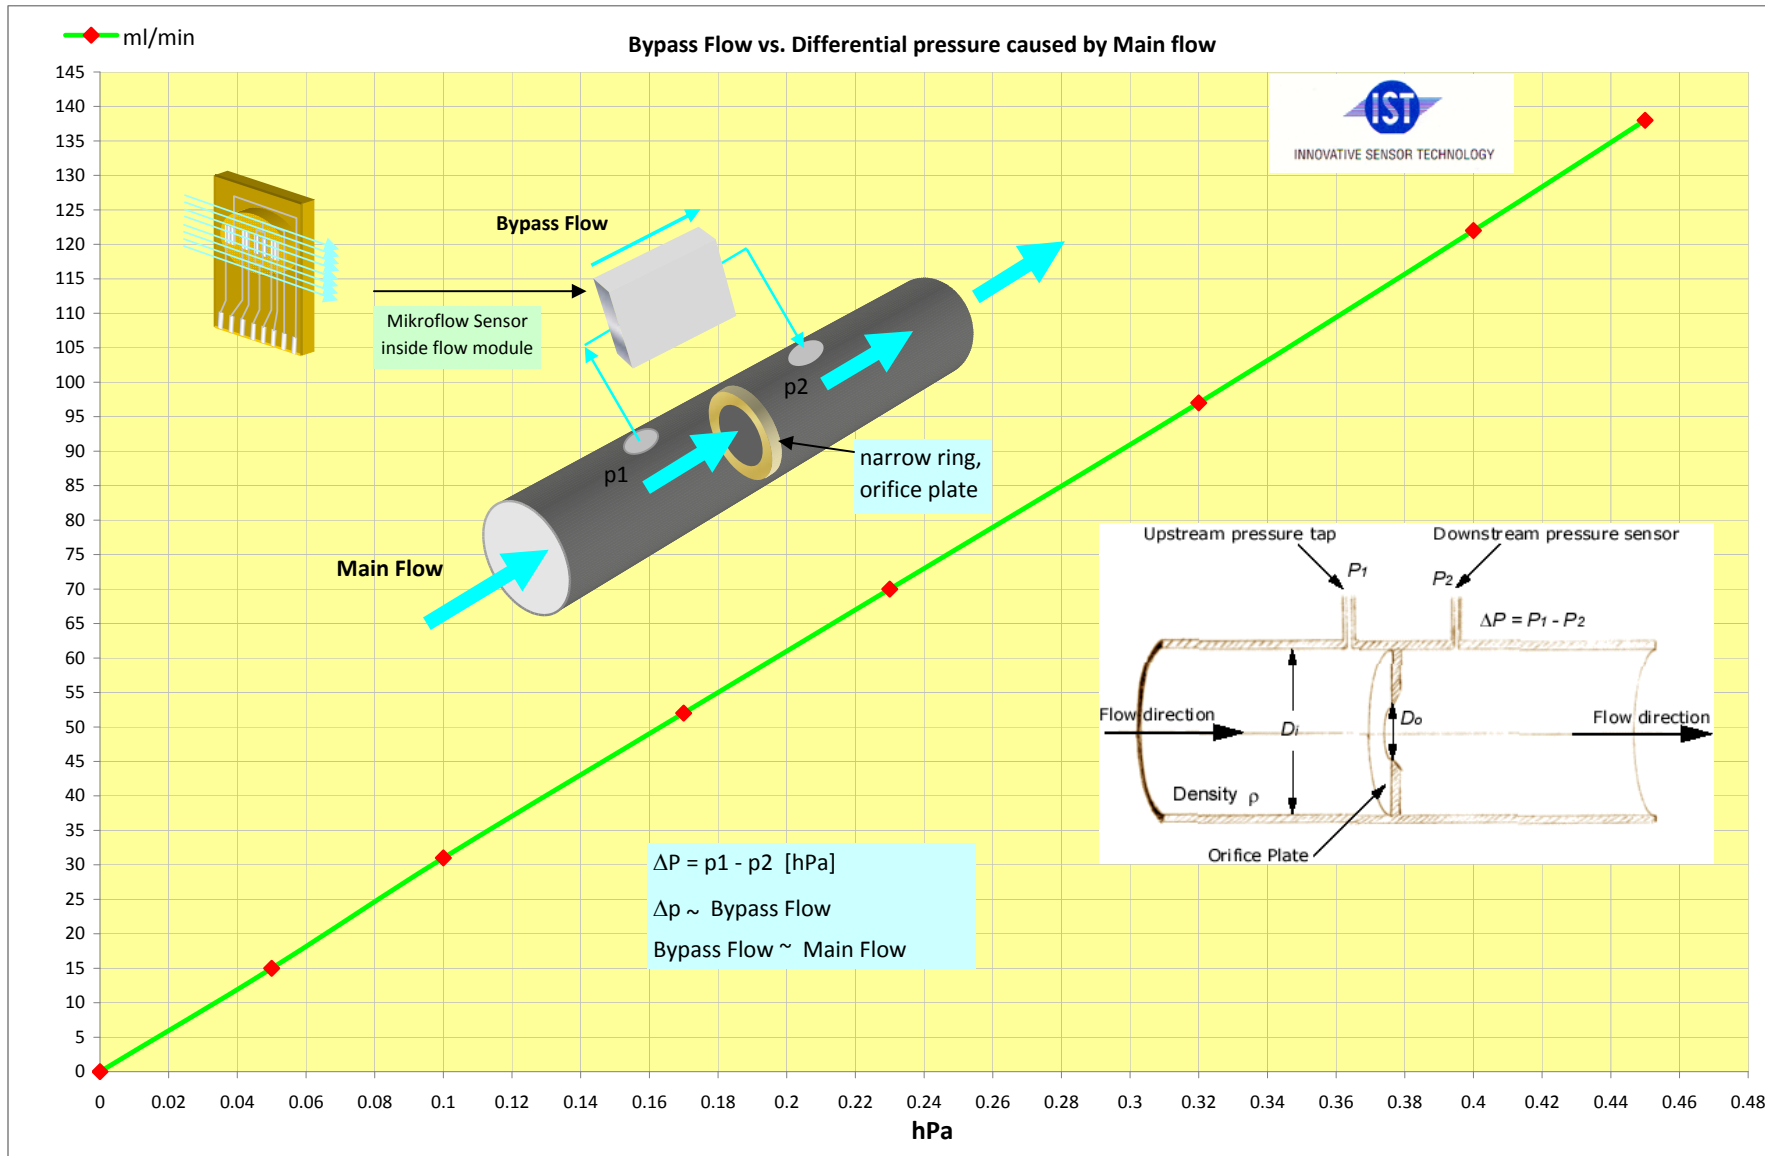 ml/min
Bypass Flow vs. Differential pressure caused by Main flow
145
140
135
130
125
120
115
110
105
100
95
90
85
80
75
70
65
60
55
50
45
40
35
30
25
20
15
10
5
0
IST
INNOVATIVE SENSOR TECHNOLOGY
Bypass Flow
Mikroflow Sensor
inside flow module
p2
p1
narrow ring,
orifice plate
Main Flow
Upstream pressure tap
Downstream pressure sensor
P1
P2
ΔP = P1 - P2
Flow direction
Di
Do
Flow direction
Density ρ
Orifice Plate
ΔP = p1 - p2 [hPa]
Δp ~ Bypass Flow
Bypass Flow ~ Main Flow
0 0.02 0.04 0.06 0.08 0.1 0.12 0.14 0.16 0.18 0.2 0.22 0.24 0.26 0.28 0.3 0.32 0.34 0.36 0.38 0.4 0.42 0.44 0.46 0.48
hPa